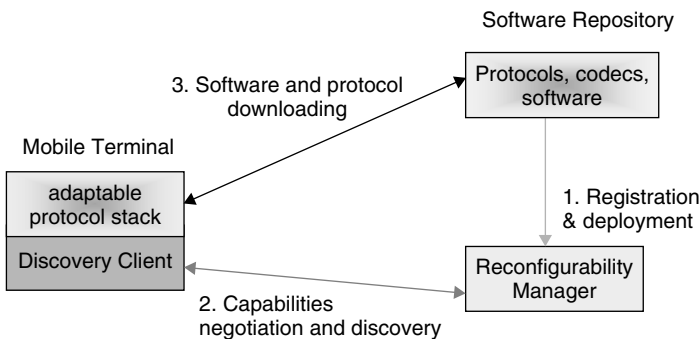 Software Repository
Protocols, codecs,
software
3. Software and protocol
downloading
Mobile Terminal
adaptable
protocol stack
Discovery Client
1. Registration
& deployment
Reconfigurability
Manager
2. Capabilities
negotiation and discovery